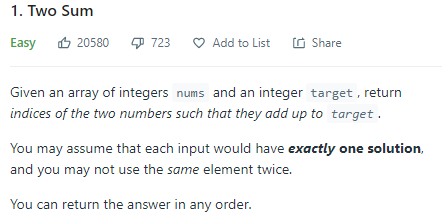 1. Two Sum
Easy 20580 723 Add to List Share
Given an array of integers nums and an integer target, return
indices of the two numbers such that they add up to target.
You may assume that each input would have exactly one solution,
and you may not use the same element twice.
You can return the answer in any order.